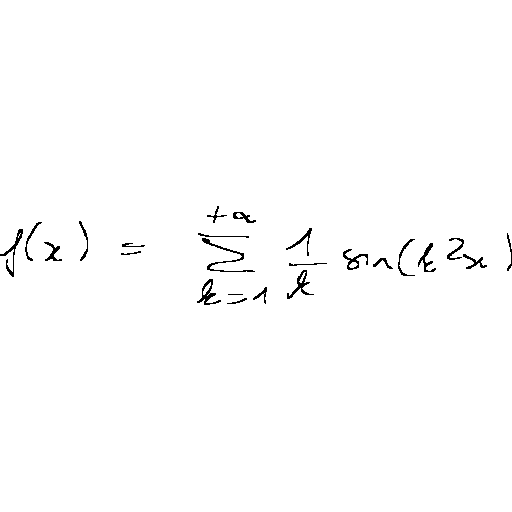 f(x) = \sum_{k=1}^{+\infty} \frac{1}{k} \sin(k^2 x)